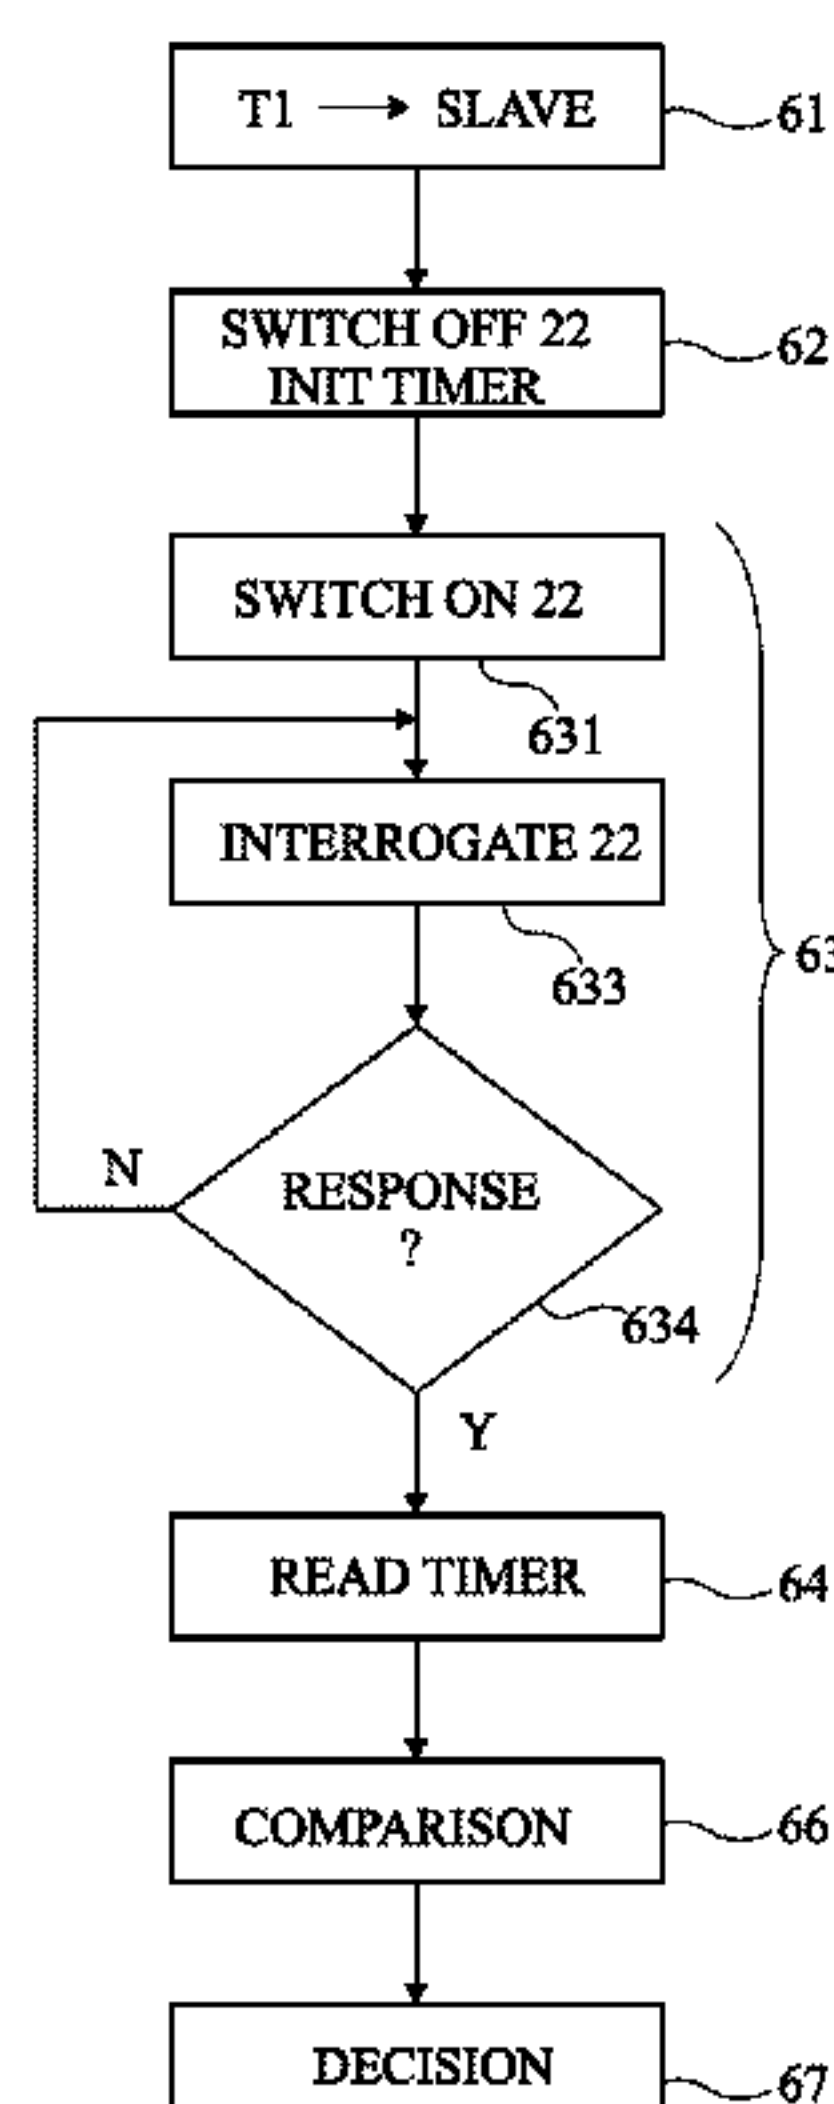 T1 → SLAVE
61
SWITCH OFF 22
INIT TIMER
62
SWITCH ON 22
631
INTERROGATE 22
633
63
N
RESPONSE
?
634
Y
READ TIMER
64
COMPARISON
66
DECISION
67